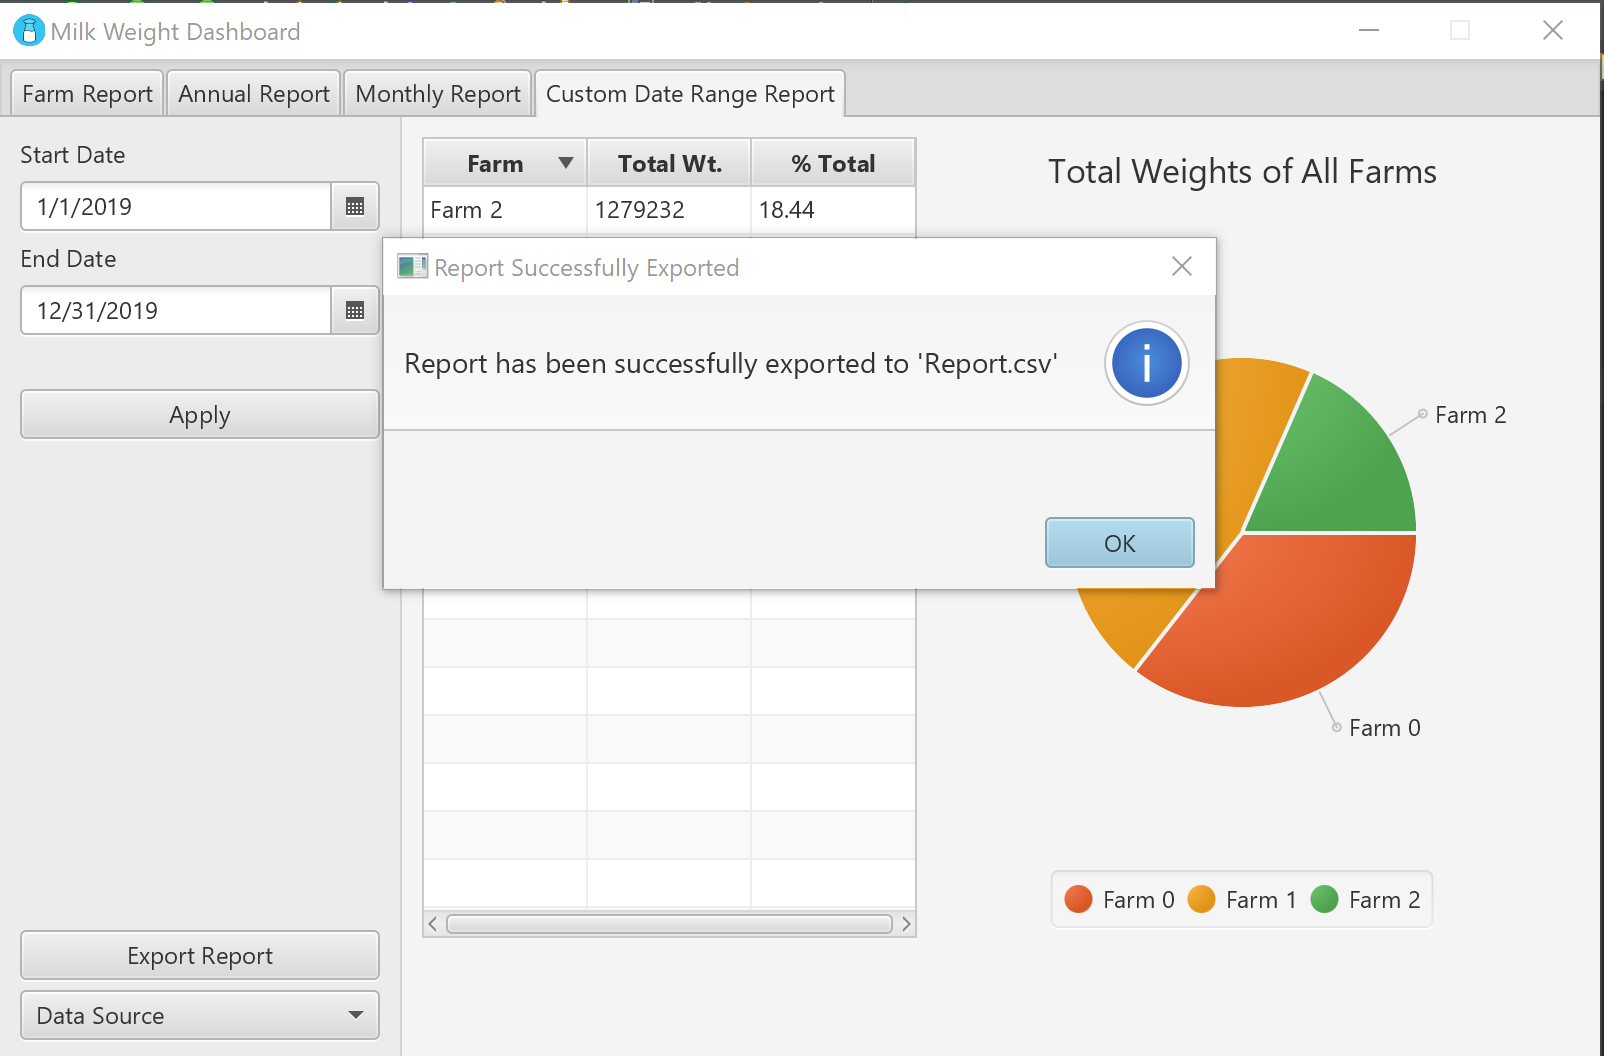 Milk Weight Dashboard
Farm Report
Annual Report
Monthly Report
Custom Date Range Report
Start Date
1/1/2019
End Date
12/31/2019
Apply
Export Report
Data Source
Farm
Total Wt.
% Total
Farm 2
1279232
18.44
Report Successfully Exported
Report has been successfully exported to 'Report.csv'
OK
Total Weights of All Farms
Farm 2
Farm 0
Farm 0
Farm 1
Farm 2